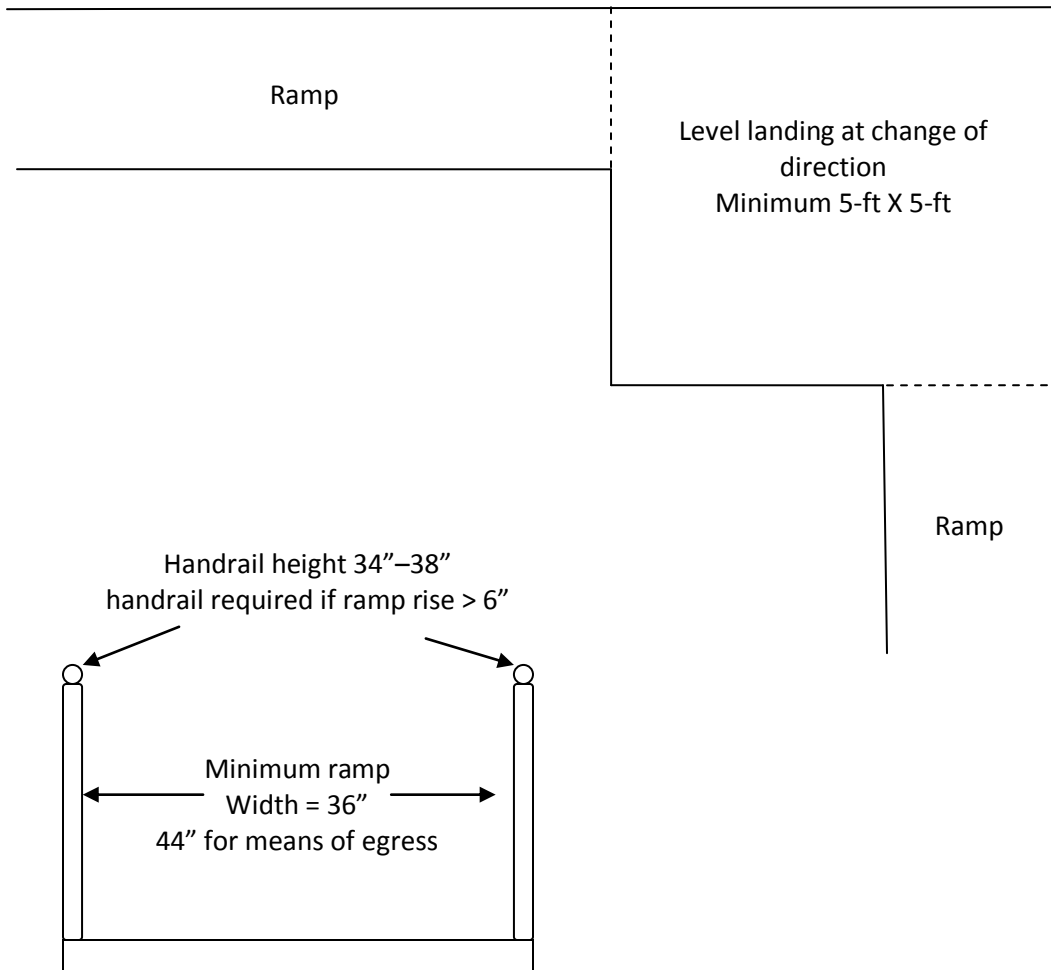 Ramp
Level landing at change of
direction
Minimum 5-ft X 5-ft
Ramp
Handrail height 34”–38”
handrail required if ramp rise > 6”
Minimum ramp
Width = 36”
44” for means of egress